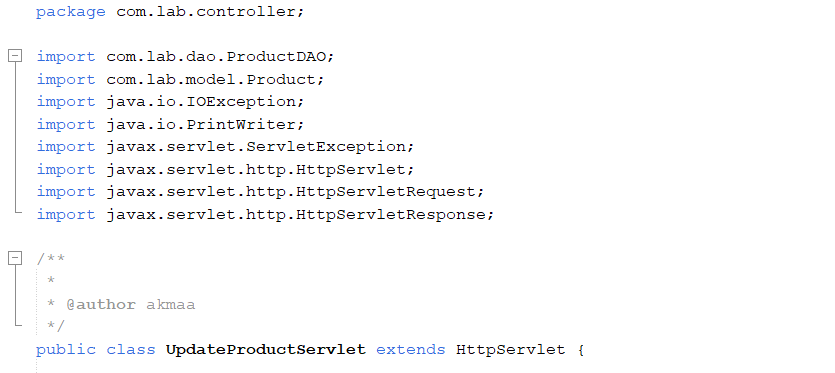 package com.lab.controller;
import com.lab.dao.ProductDAO;
import com.lab.model.Product;
import java.io.IOException;
import java.io.PrintWriter;
import javax.servlet.ServletException;
import javax.servlet.http.HttpServlet;
import javax.servlet.http.HttpServletRequest;
import javax.servlet.http.HttpServletResponse;
/**
 *
 * @author akmaa
 */
public class UpdateProductServlet extends HttpServlet {